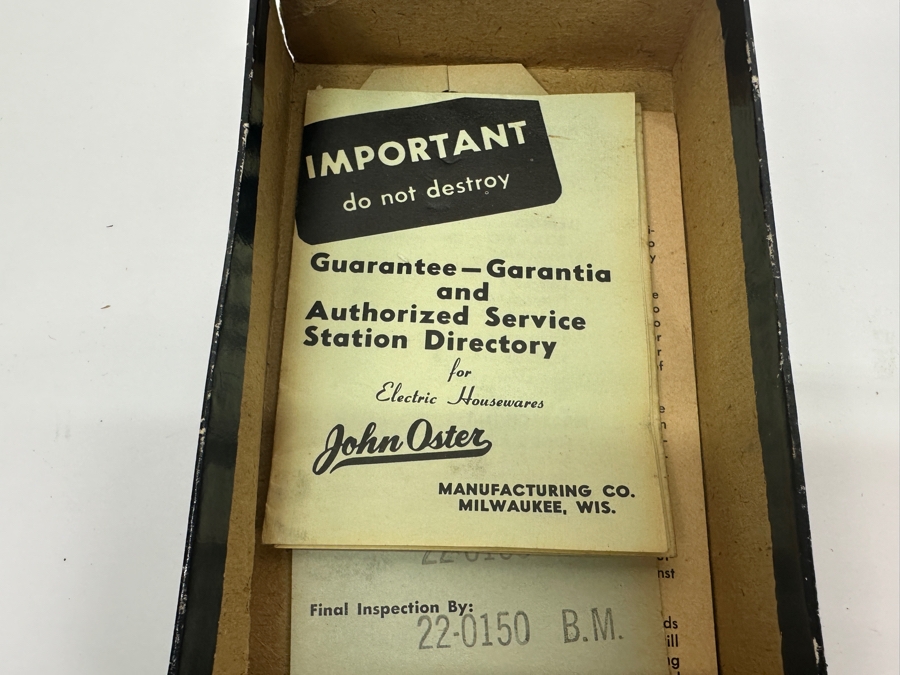 IMPORTANT
do not destroy
Guarantee—Garantia
and
Authorized Service
Station Directory
for
Electric Housewares
John Oster
MANUFACTURING CO.
MILWAUKEE, WIS.
Final Inspection By:
22-0150 B.M.